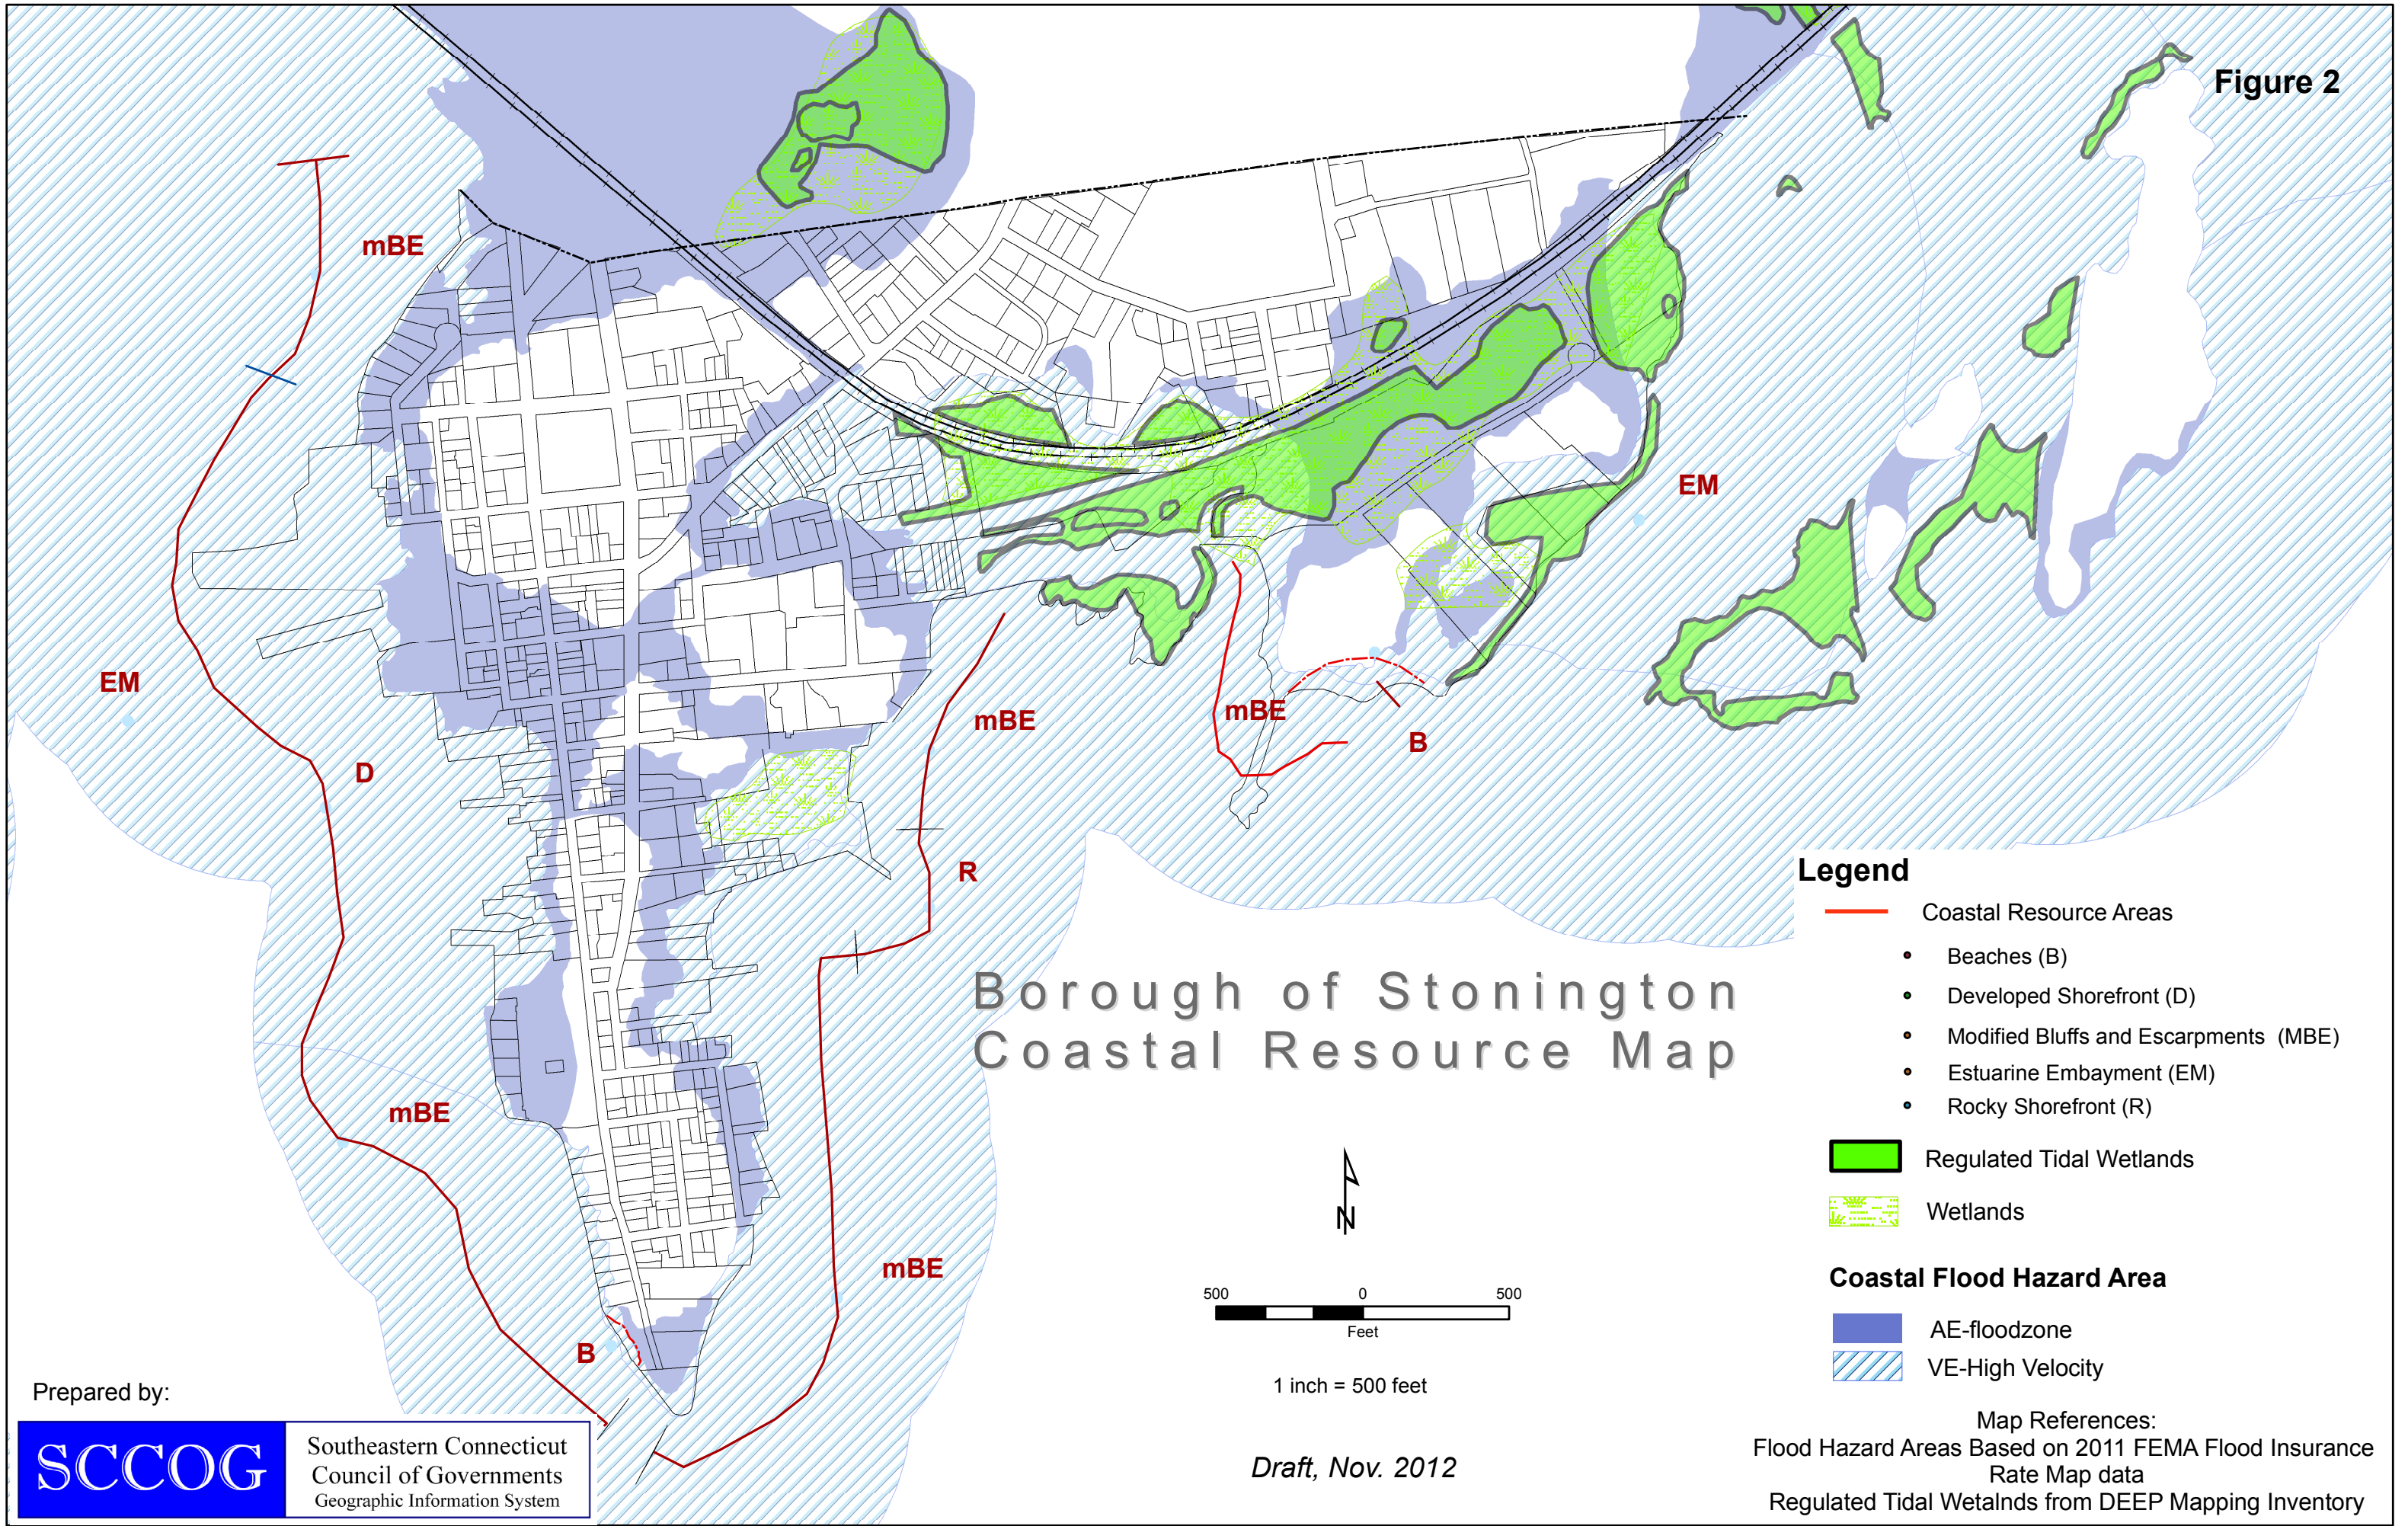 Figure 2
mBE
EM
EM
D
mBE
mBE
B
R
mBE
mBE
B
Borough of Stonington
Coastal Resource Map
N
500 0 500
Feet
1 inch = 500 feet
Draft, Nov. 2012
Legend
Coastal Resource Areas
Beaches (B)
Developed Shorefront (D)
Modified Bluffs and Escarpments (MBE)
Estuarine Embayment (EM)
Rocky Shorefront (R)
Regulated Tidal Wetlands
Wetlands
Coastal Flood Hazard Area
AE-floodzone
VE-High Velocity
Map References:
Flood Hazard Areas Based on 2011 FEMA Flood Insurance
Rate Map data
Regulated Tidal Wetalnds from DEEP Mapping Inventory
Prepared by:
SCCOG
Southeastern Connecticut
Council of Governments
Geographic Information System